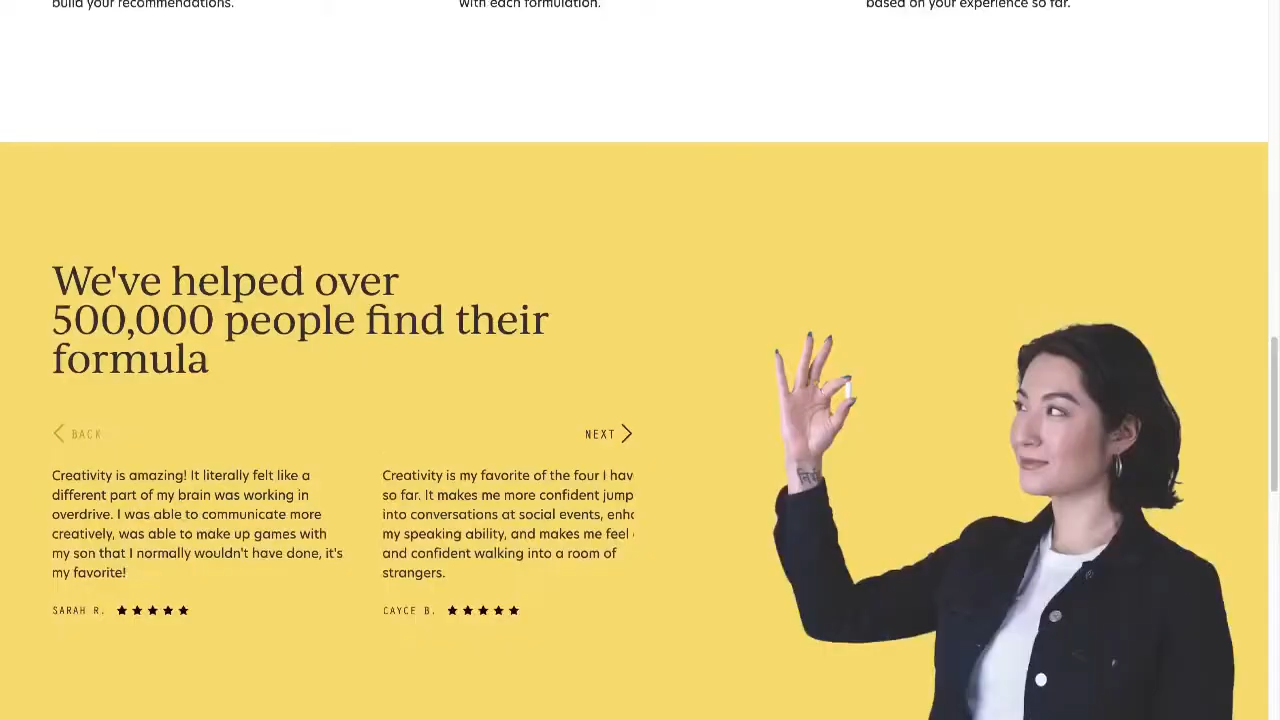 build your recommendations.
with each formulation.
based on your experience so far.
We've helped over
500,000 people find their
formula
BACK
NEXT
Creativity is amazing! It literally felt like a
different part of my brain was working in
overdrive. I was able to communicate more
creatively, was able to make up games with
my son that I normally wouldn't have done, it's
my favorite!
SARAH R.
Creativity is my favorite of the four I hav
so far. It makes me more confident jump
into conversations at social events, enh
my speaking ability, and makes me feel
and confident walking into a room of
strangers.
CAYCE B.